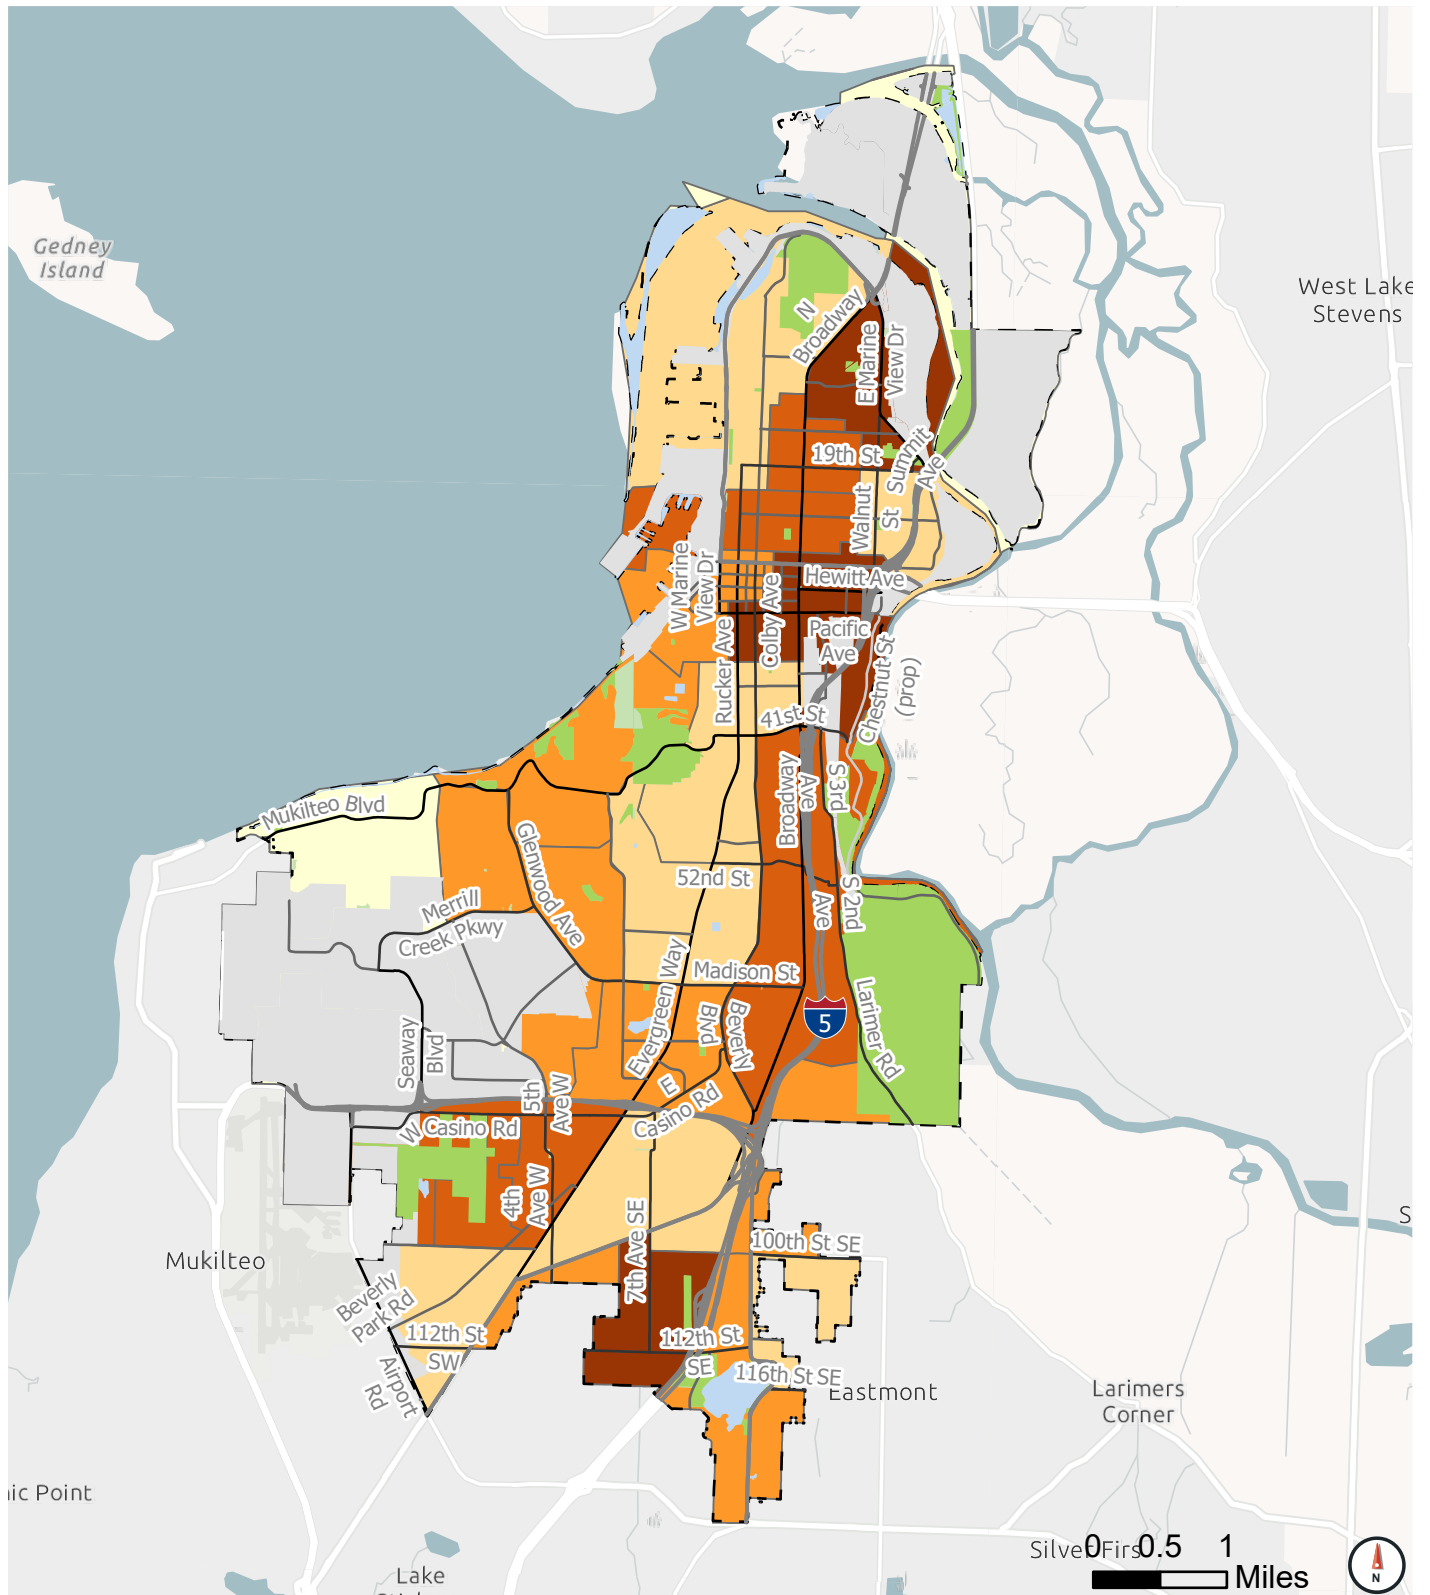 Gedney
Island
West Lake
Stevens
N
Broadway
E Marine
View Dr
19th St
Summit
Ave
Walnut
St
W Marine
View Dr
Hewitt Ave
Colby Ave
Rucker Ave
Pacific
Ave
Chestnut St
(prop)
41st St
Broadway
Ave
S 3rd
Mukilteo Blvd
Glenwood Ave
52nd St
S 2nd
Ave
Merrill
Creek Pkwy
Evergreen Way
Madison St
Beverly
Blvd
5
Larimer Rd
Seaway
Blvd
5th
Ave W
E
Casino Rd
W Casino Rd
4th
Ave W
7th Ave SE
100th St SE
Mukilteo
Beverly
Park Rd
112th St
SW
112th St
SE
116th St SE
Airport
Rd
Eastmont
Larimers
Corner
S
nic Point
Lake
Silver Firs
0 0.5 1
Miles
N